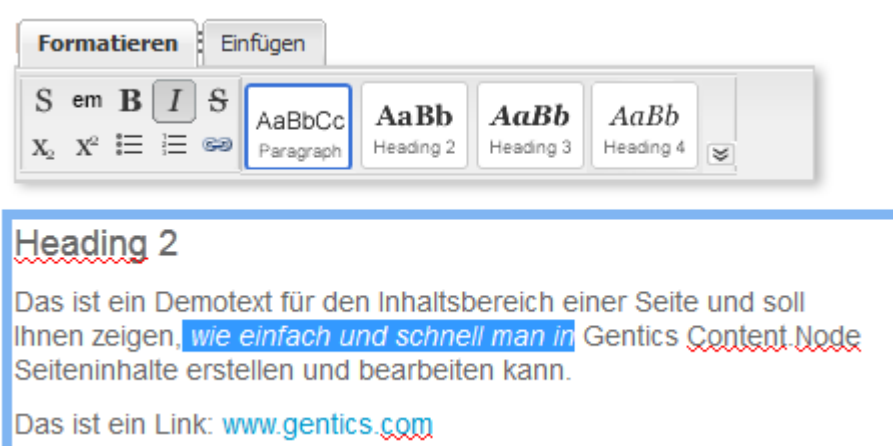 Formatieren Einfügen
S em B I S
AaBbCc AaBb AaBb AaBb
Paragraph Heading 2 Heading 3 Heading 4
X₂ X²
Heading 2
Das ist ein Demotext für den Inhaltsbereich einer Seite und soll
Ihnen zeigen, wie einfach und schnell man in Gentics Content.Node
Seiteninhalte erstellen und bearbeiten kann.
Das ist ein Link: www.gentics.com